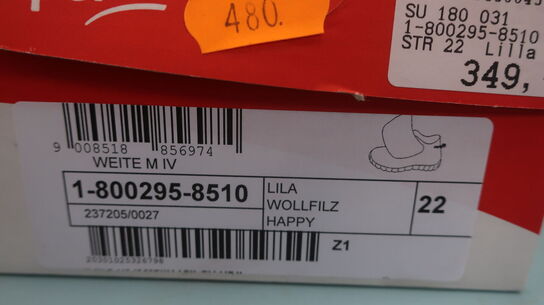 480.
SU 180 031
1-800295-8510
STR 22 Lilla
349,-
9 008518 856974
WEITE M IV
1-800295-8510
237205/0027
LILA
WOLLFILZ
HAPPY
22
Z1
20301025326798